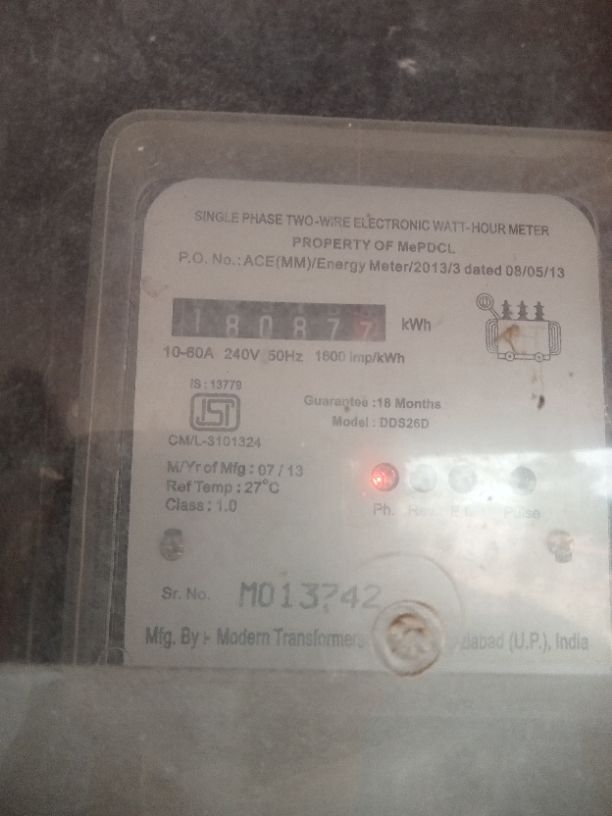 SINGLE PHASE TWO-WIRE ELECTRONIC WATT-HOUR METER
PROPERTY OF MePDCL
P.O. No.: ACE(MM)/Energy Meter/2013/3 dated 08/05/13
180877 kWh
10-60A 240V 50Hz 1600 imp/kWh
IS : 13779
Guarantee : 18 Months
Model : DDS26D
CM/L-3101324
M/Yr of Mfg : 07 / 13
Ref Temp : 27°C
Class : 1.0
Ph. Rev. E.L. Pulse
Sr. No. M013742
Mfg. By :- Modern Transformers (U.P.), India